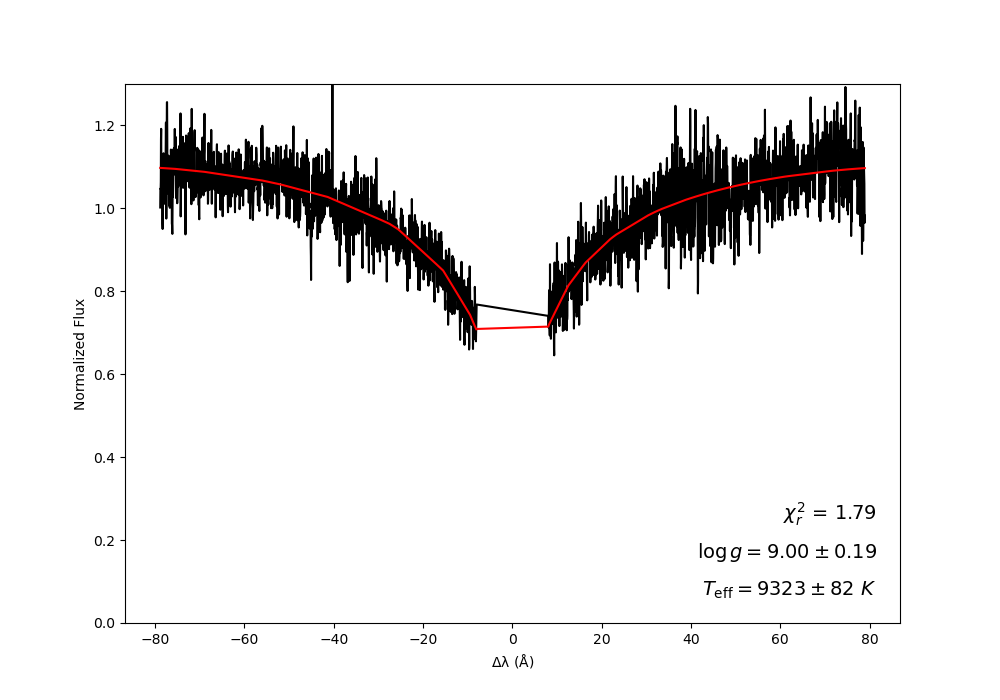 1.2
1.0
0.8
0.6
0.4
0.2
0.0
Normalized Flux
χ²ᵣ = 1.79
log g = 9.00 ± 0.19
T_eff = 9323 ± 82 K
−80 −60 −40 −20 0 20 40 60 80
Δλ (Å)